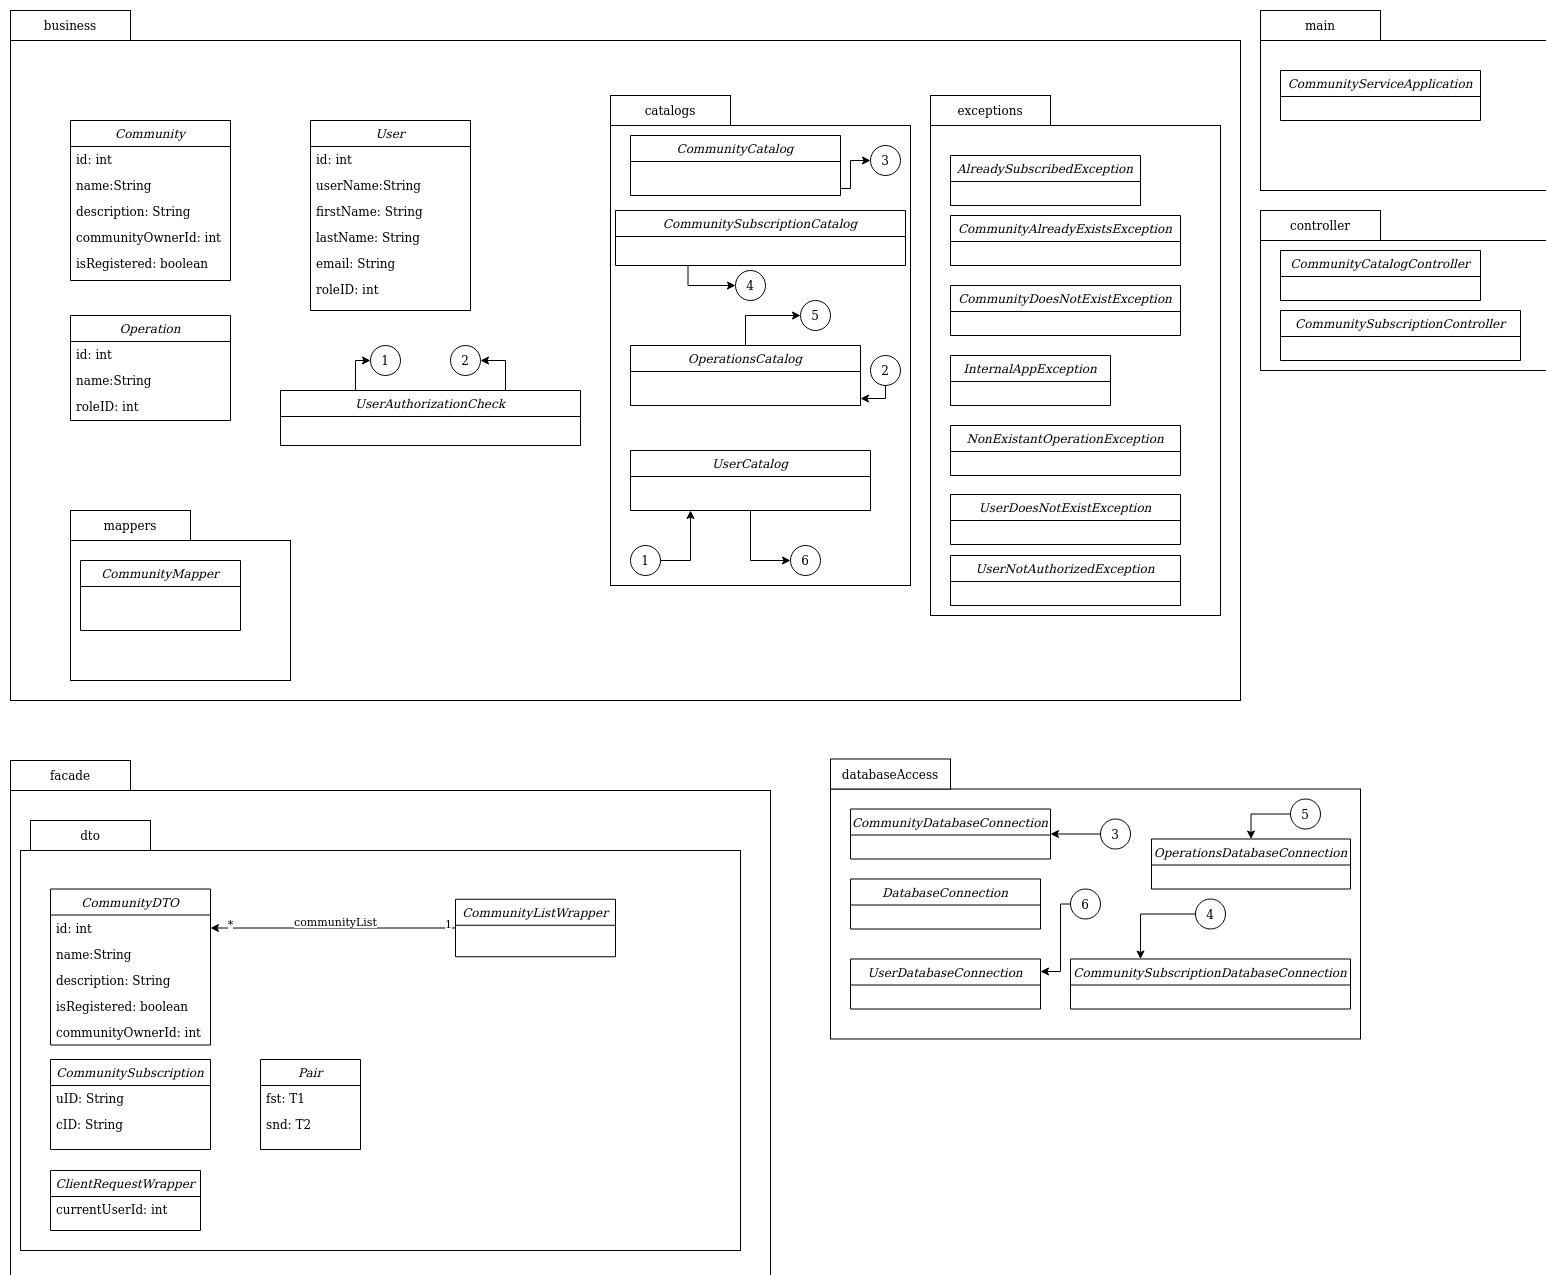 business
Community
id: int
name:String
description: String
communityOwnerId: int
isRegistered: boolean
User
id: int
userName:String
firstName: String
lastName: String
email: String
roleID: int
Operation
id: int
name:String
roleID: int
1
2
UserAuthorizationCheck
mappers
CommunityMapper
catalogs
CommunityCatalog
3
CommunitySubscriptionCatalog
4
5
OperationsCatalog
2
UserCatalog
1
6
exceptions
AlreadySubscribedException
CommunityAlreadyExistsException
CommunityDoesNotExistException
InternalAppException
NonExistantOperationException
UserDoesNotExistException
UserNotAuthorizedException
main
CommunityServiceApplication
controller
CommunityCatalogController
CommunitySubscriptionController
facade
dto
CommunityDTO
id: int
name:String
description: String
isRegistered: boolean
communityOwnerId: int
*
communityList
1
CommunityListWrapper
CommunitySubscription
uID: String
cID: String
Pair
fst: T1
snd: T2
ClientRequestWrapper
currentUserId: int
databaseAccess
CommunityDatabaseConnection
3
5
OperationsDatabaseConnection
DatabaseConnection
6
4
UserDatabaseConnection
CommunitySubscriptionDatabaseConnection